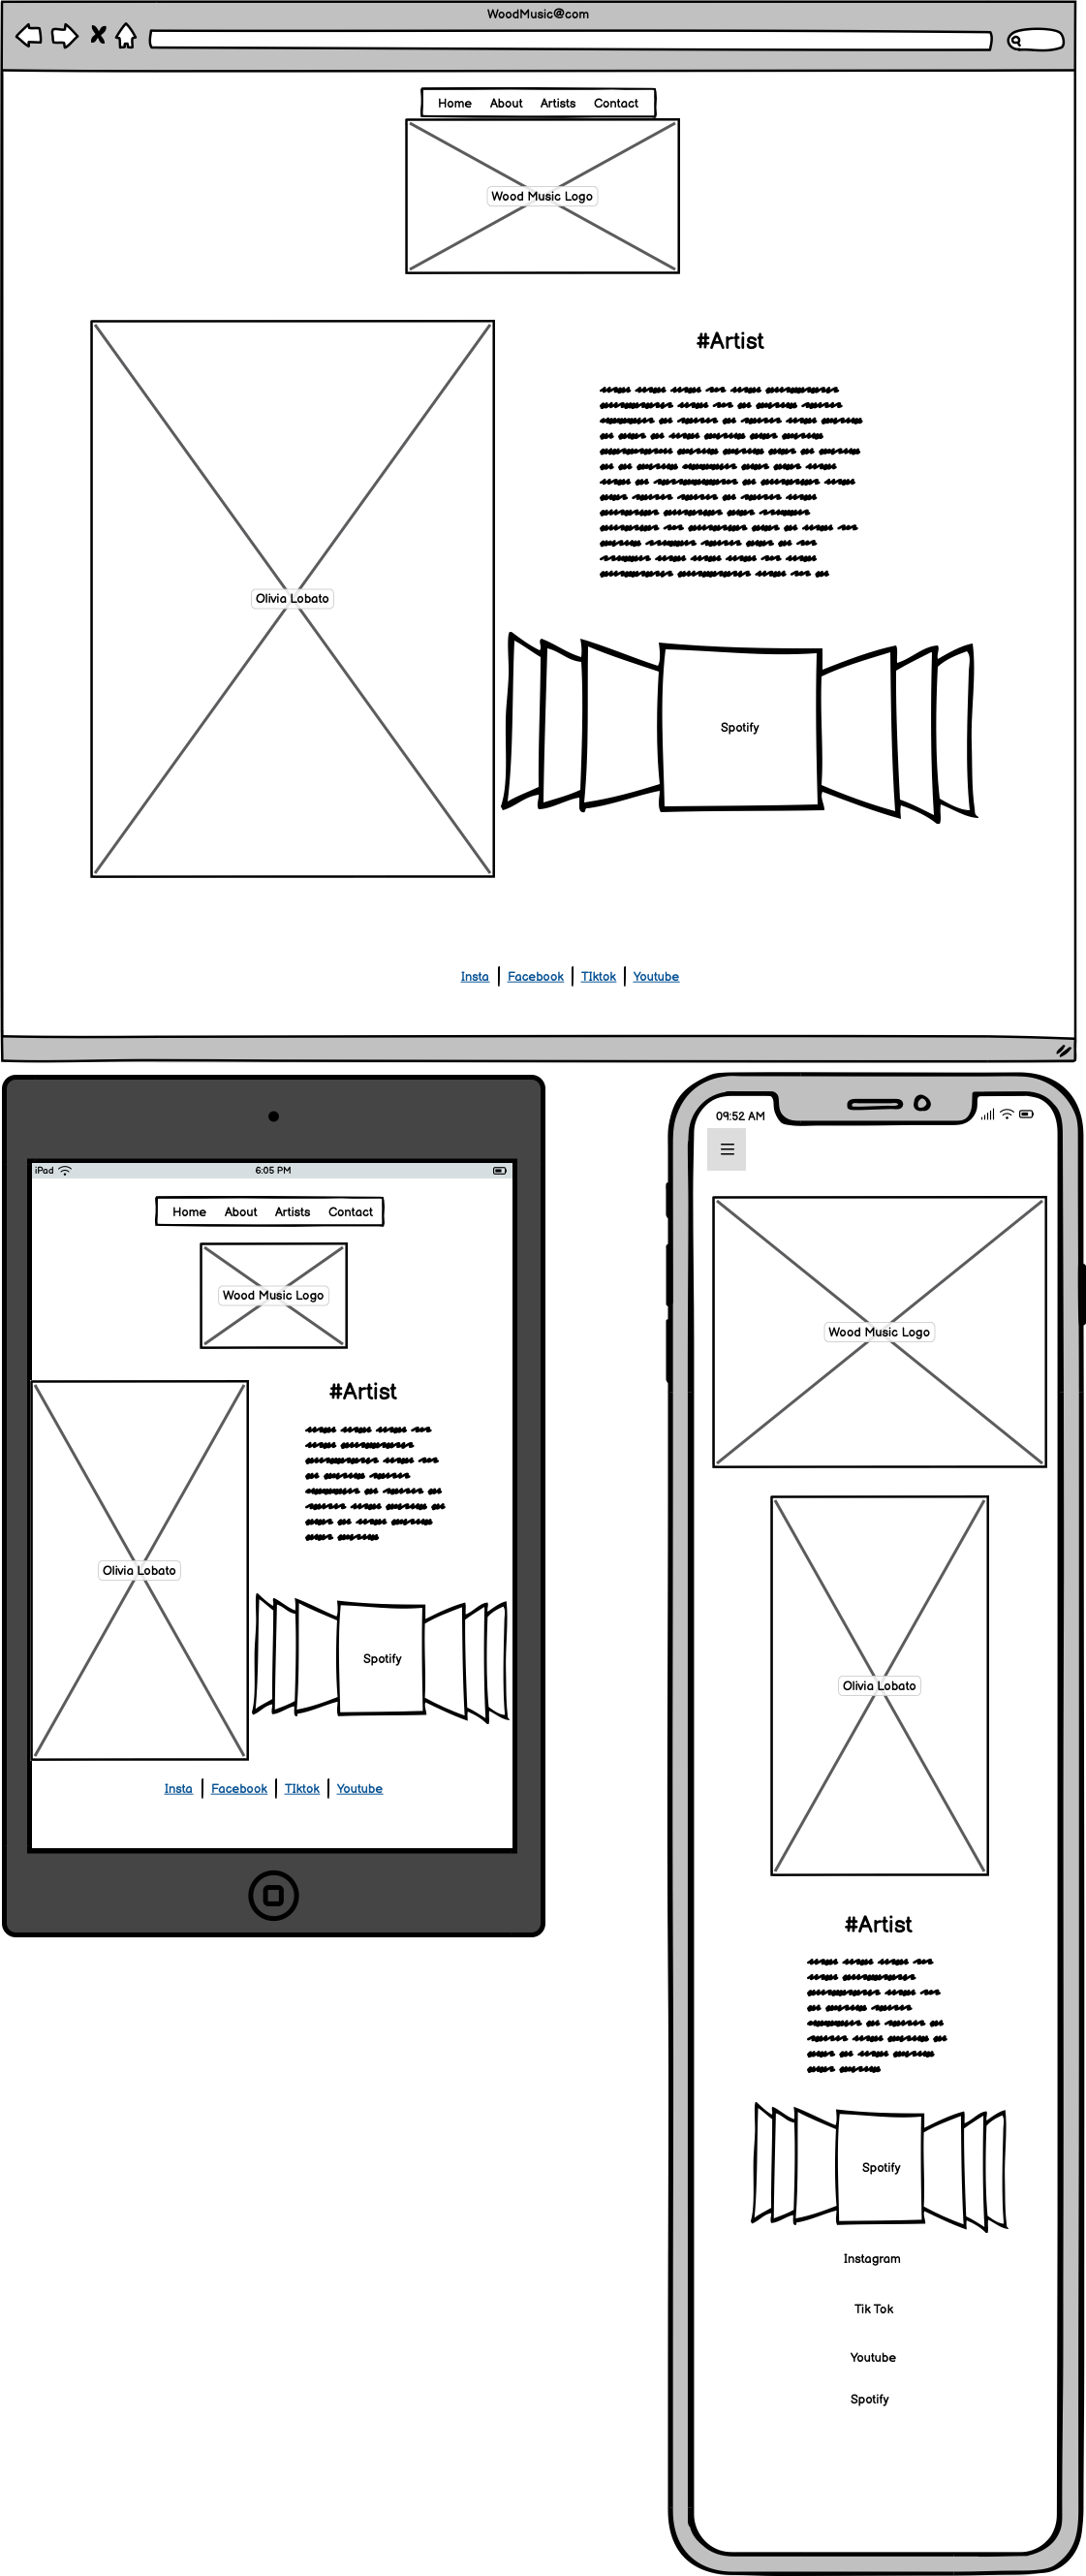 WoodMusic@com
Home About Artists Contact
Wood Music Logo
#Artist
Olivia Lobato
Spotify
Insta Facebook TIktok Youtube
iPad 6:05 PM
Home About Artists Contact
Wood Music Logo
#Artist
Olivia Lobato
Spotify
Insta Facebook TIktok Youtube
09:52 AM
Wood Music Logo
Olivia Lobato
#Artist
Spotify
Instagram
Tik Tok
Youtube
Spotify